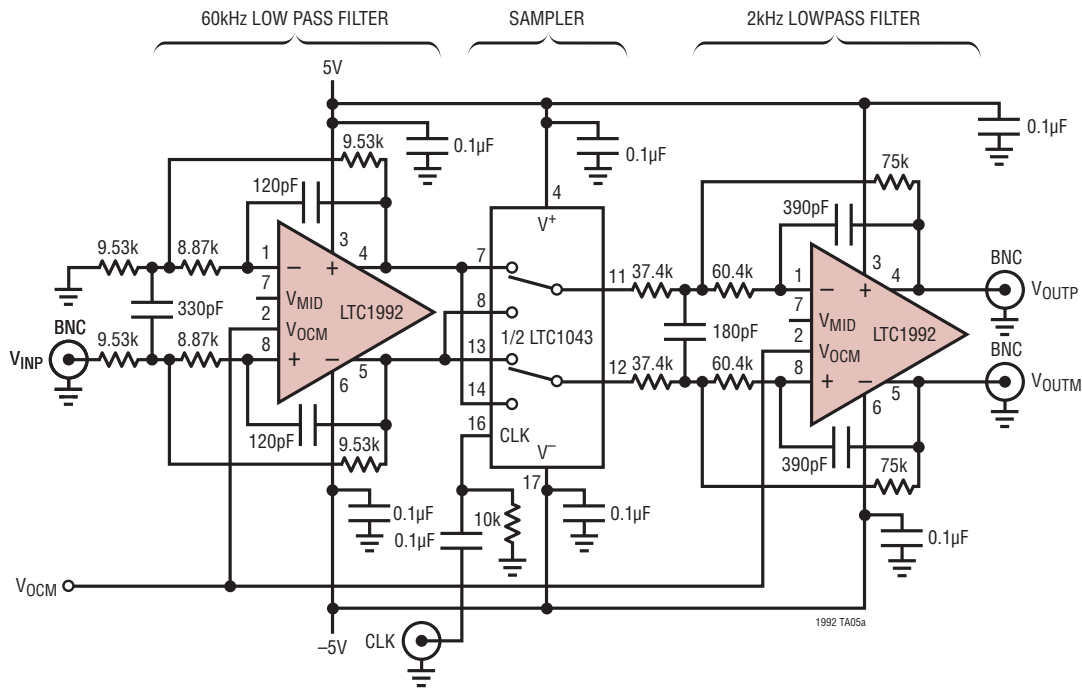 60kHz LOW PASS FILTER
SAMPLER
2kHz LOWPASS FILTER
5V
0.1µF
0.1µF
0.1µF
9.53k
75k
120pF
390pF
4
V+
9.53k
8.87k
1
3
4
7
11
37.4k
60.4k
1
3
4
BNC
VOUTP
330pF
7
VMID
LTC1992
8
180pF
7
VMID
LTC1992
2
VOCM
1/2 LTC1043
2
VOCM
BNC
VINP
BNC
9.53k
8.87k
8
5
13
12
37.4k
60.4k
8
5
VOUTM
6
14
6
16
CLK
V–
120pF
9.53k
390pF
75k
17
0.1µF
0.1µF
10k
0.1µF
0.1µF
VOCM
–5V
CLK
1992 TA05a
+
–
–
+
+
–
–
+